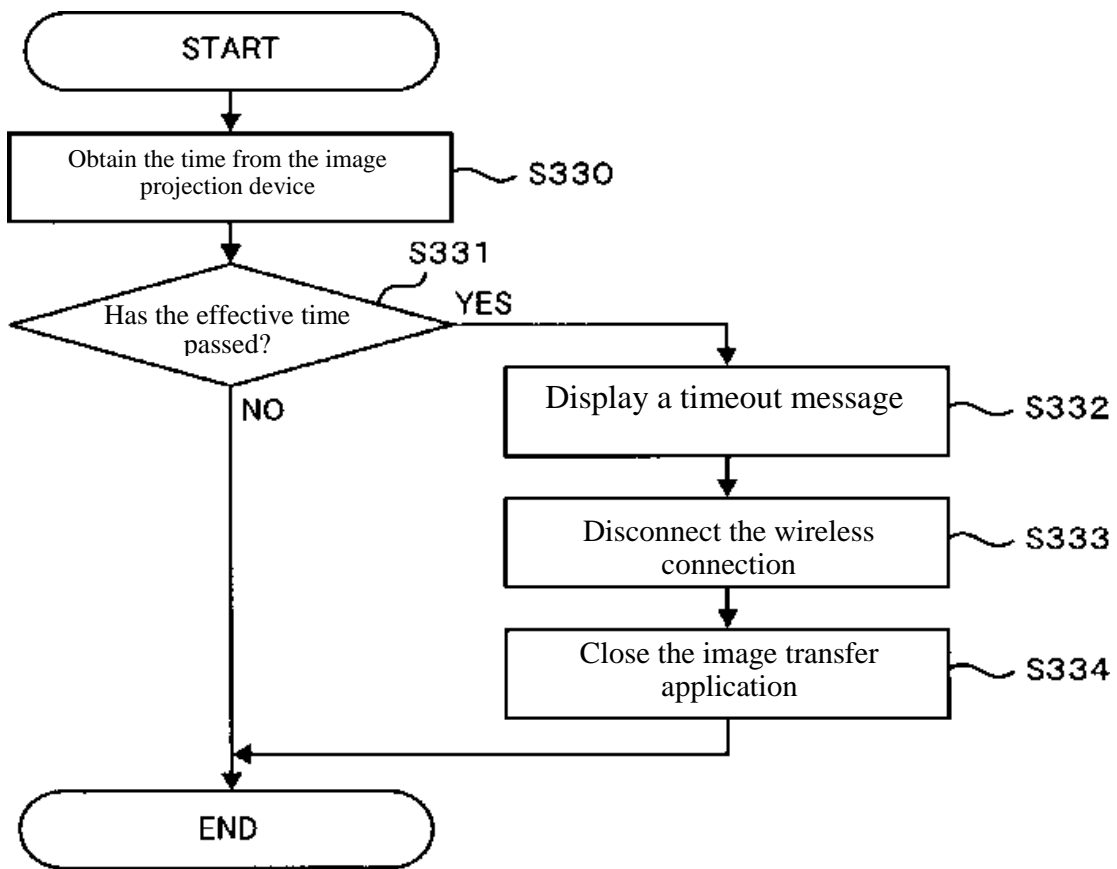 START
Obtain the time from the image
projection device
S330
S331
Has the effective time
passed?
YES
NO
Display a timeout message
S332
Disconnect the wireless
connection
S333
Close the image transfer
application
S334
END